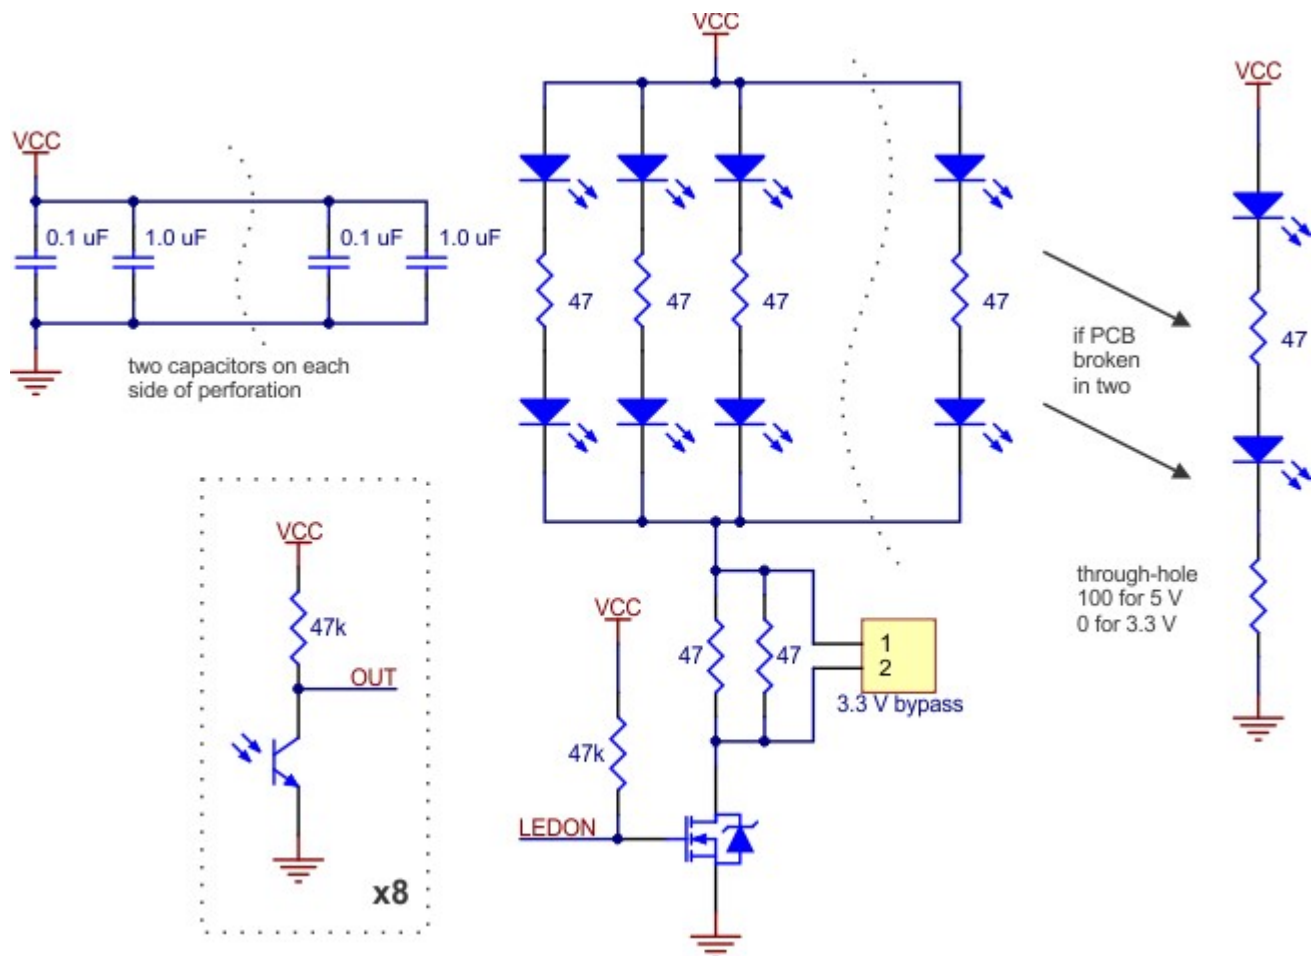 VCC
VCC
VCC
0.1 uF
1.0 uF
0.1 uF
1.0 uF
two capacitors on each
side of perforation
47
47
47
47
if PCB
broken
in two
47
through-hole
100 for 5 V
0 for 3.3 V
VCC
47k
OUT
x8
VCC
47k
LEDON
47
47
1
2
3.3 V bypass